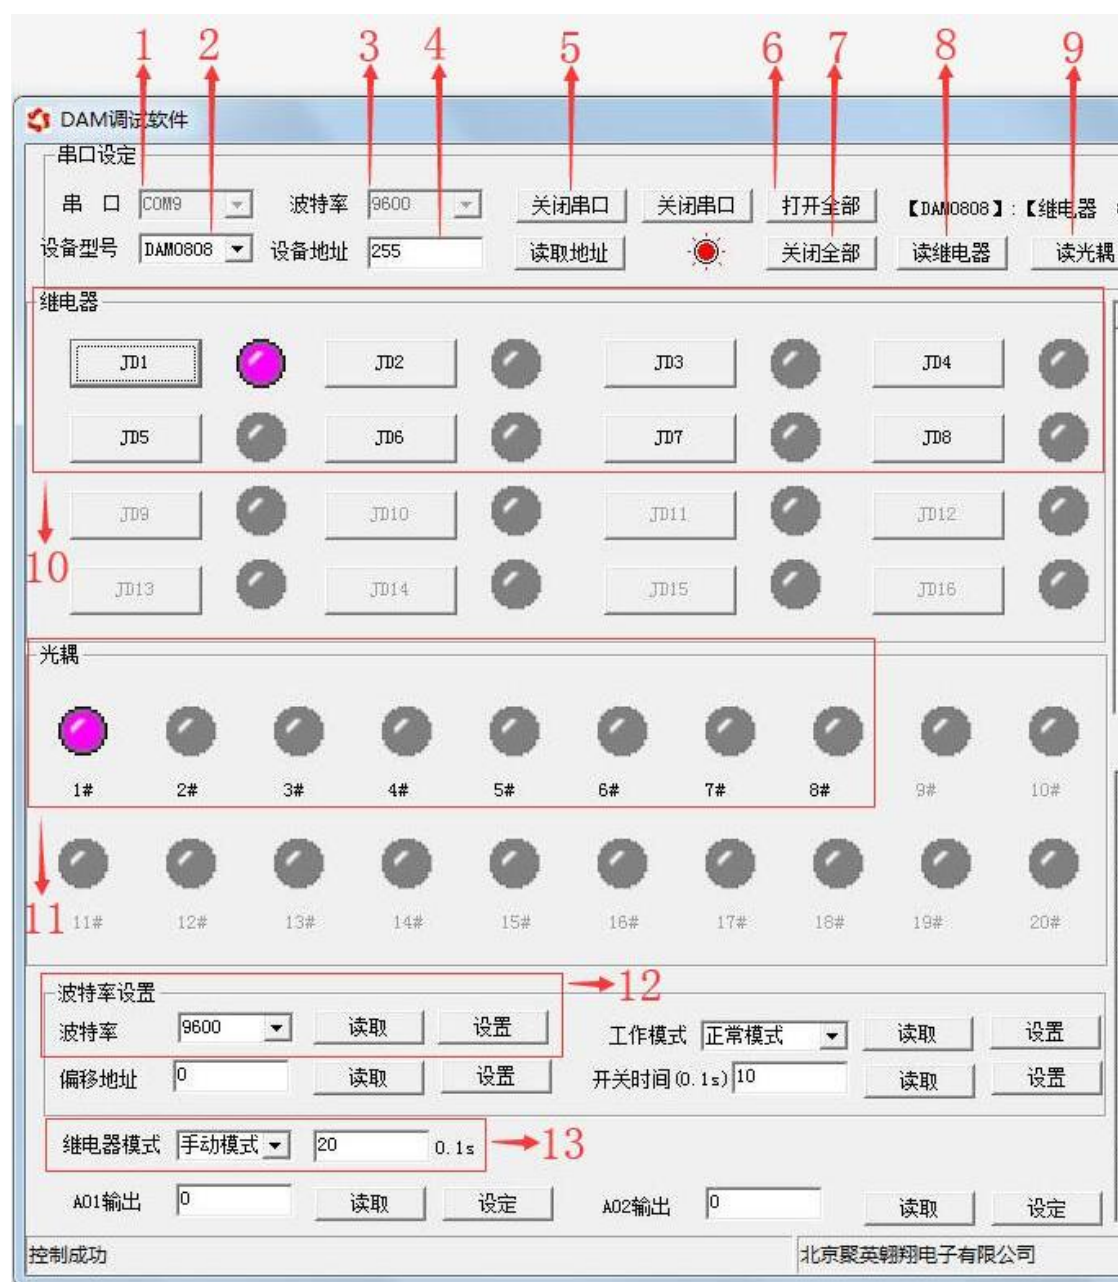 1 2 3 4 5 6 7 8 9
DAM调试软件
串口设定
串 口 COM9 波特率 9600 关闭串口 关闭串口 打开全部 【DAM0808】:【继电器
设备型号 DAM0808 设备地址 255 读取地址 关闭全部 读继电器 读光耦
继电器
JD1 JD2 JD3 JD4
JD5 JD6 JD7 JD8
JD9 JD10 JD11 JD12
10
JD13 JD14 JD15 JD16
光耦
1# 2# 3# 4# 5# 6# 7# 8# 9# 10#
11 11# 12# 13# 14# 15# 16# 17# 18# 19# 20#
12
波特率设置
波特率 9600 读取 设置 工作模式 正常模式 读取 设置
偏移地址 0 读取 设置 开关时间(0.1s) 10 读取 设置
继电器模式 手动模式 20 0.1s 13
AO1输出 0 读取 设定 AO2输出 0 读取 设定
控制成功 北京聚英翱翔电子有限公司